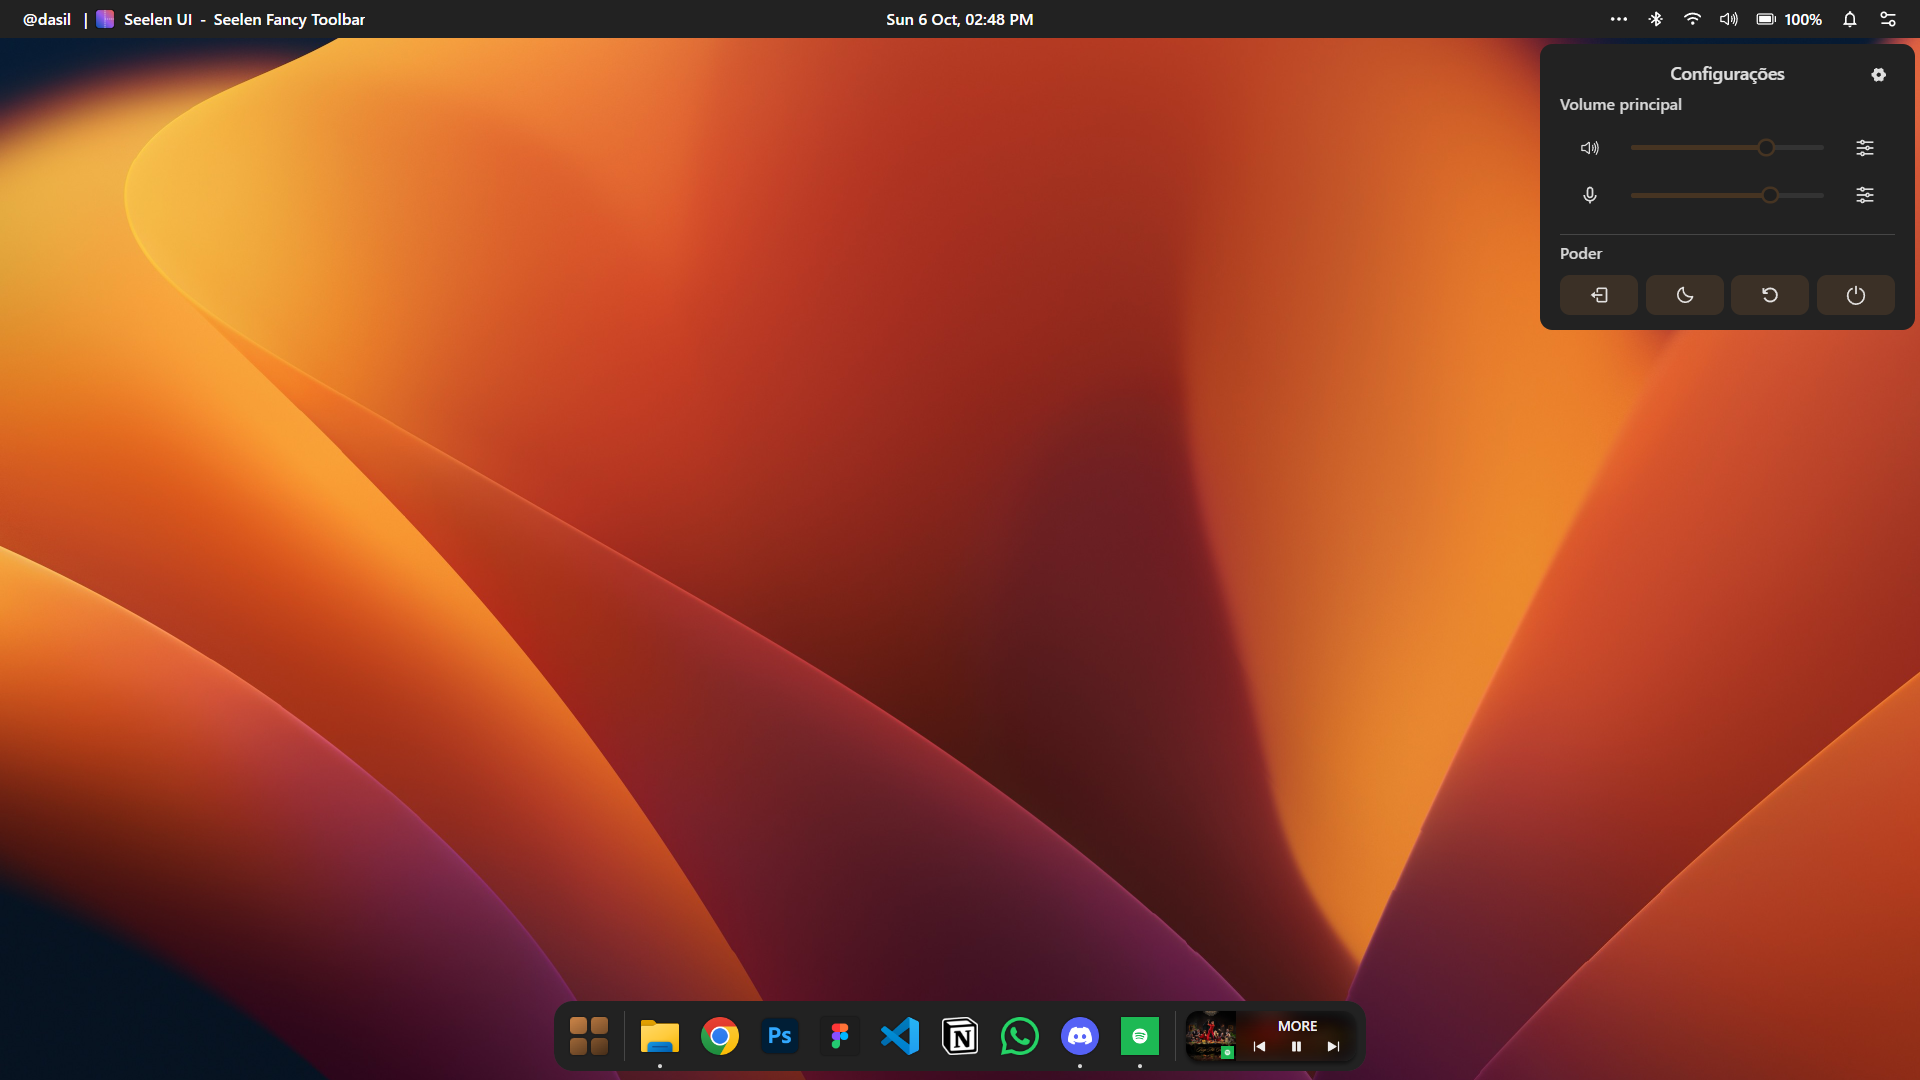 @dasil | Seelen UI - Seelen Fancy Toolbar
Sun 6 Oct, 02:48 PM
100%
Configurações
Volume principal
Poder
Ps
MORE